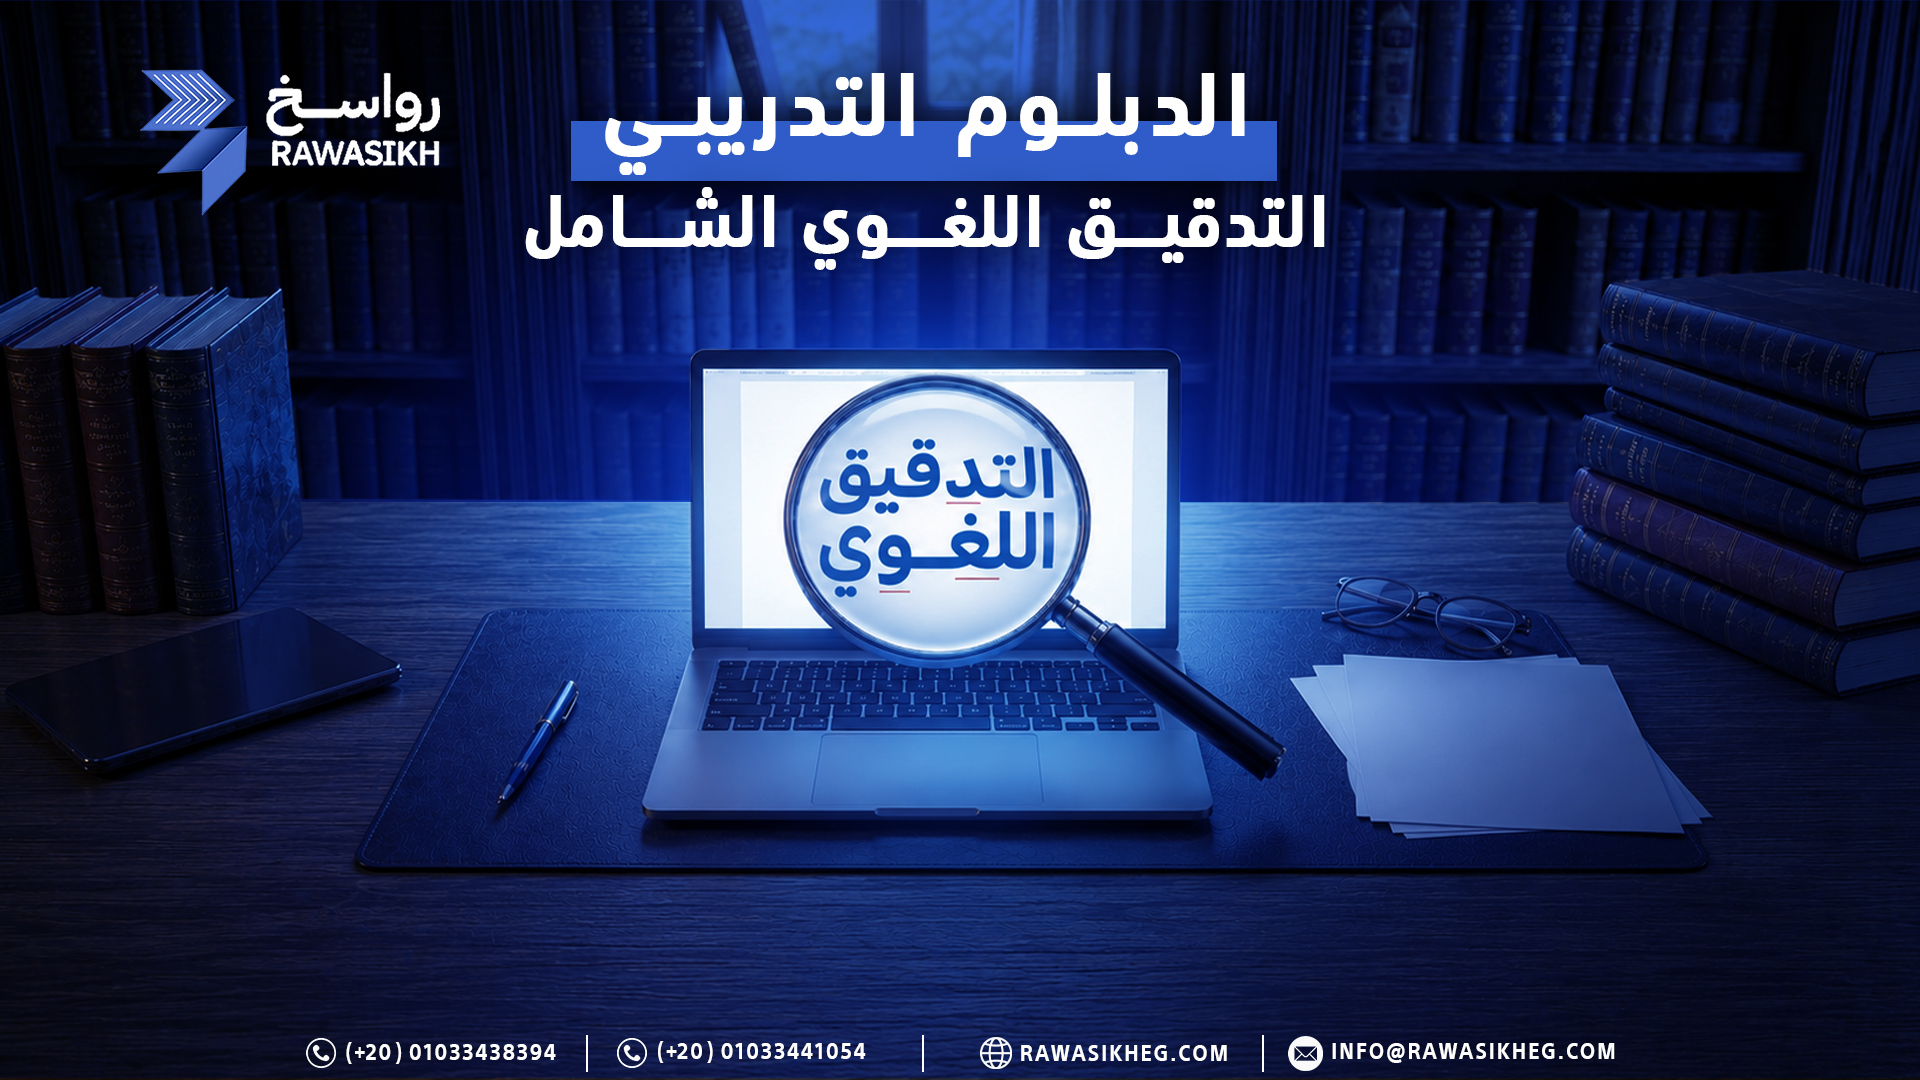 رواسخ
RAWASIKH
الدبلوم التدريبي
التدقيق اللغوي الشامل
التدقيق
اللغوي
(+20) 01033438394
(+20) 01033441054
RAWASIKHEG.COM
INFO@RAWASIKHEG.COM